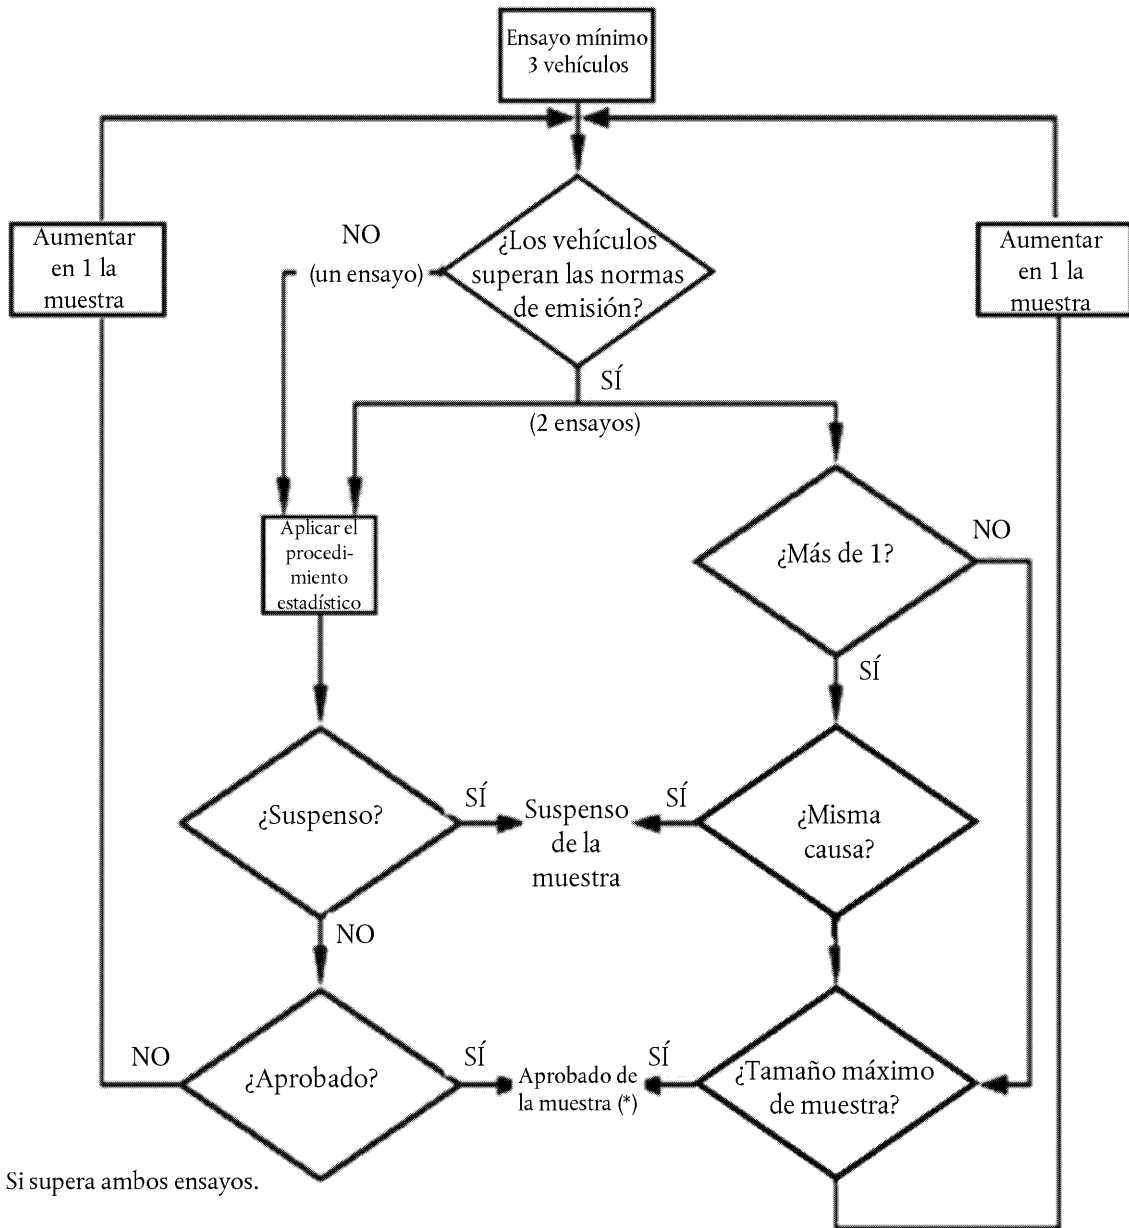 Ensayo mínimo
3 vehículos
Aumentar
en 1 la
muestra
NO
(un ensayo)
¿Los vehículos
superan las normas
de emisión?
Aumentar
en 1 la
muestra
SÍ
(2 ensayos)
Aplicar el
procedi-
miento
estadístico
¿Más de 1?
NO
SÍ
¿Suspenso?
SÍ
Suspenso
de la
muestra
SÍ
¿Misma
causa?
NO
NO
¿Aprobado?
SÍ
Aprobado de
la muestra (*)
SÍ
¿Tamaño máximo
de muestra?
Si supera ambos ensayos.